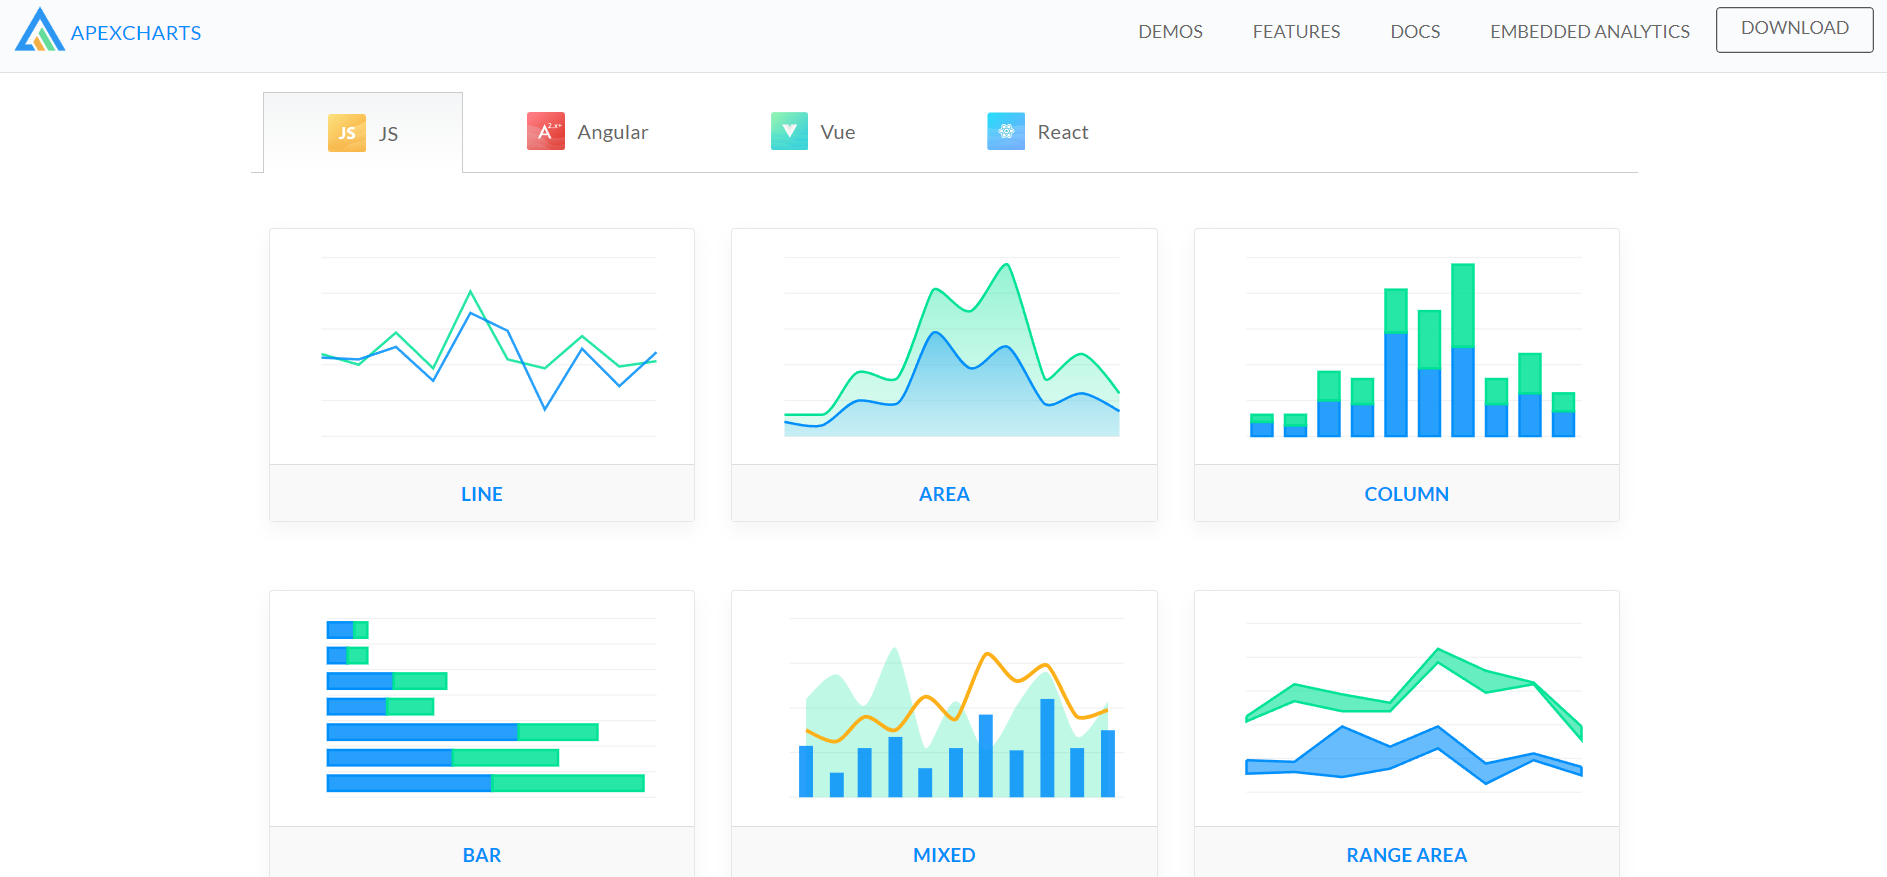 APEXCHARTS
DEMOS
FEATURES
DOCS
EMBEDDED ANALYTICS
DOWNLOAD
JS
JS
A2.x+
Angular
Vue
React
LINE
AREA
COLUMN
BAR
MIXED
RANGE AREA